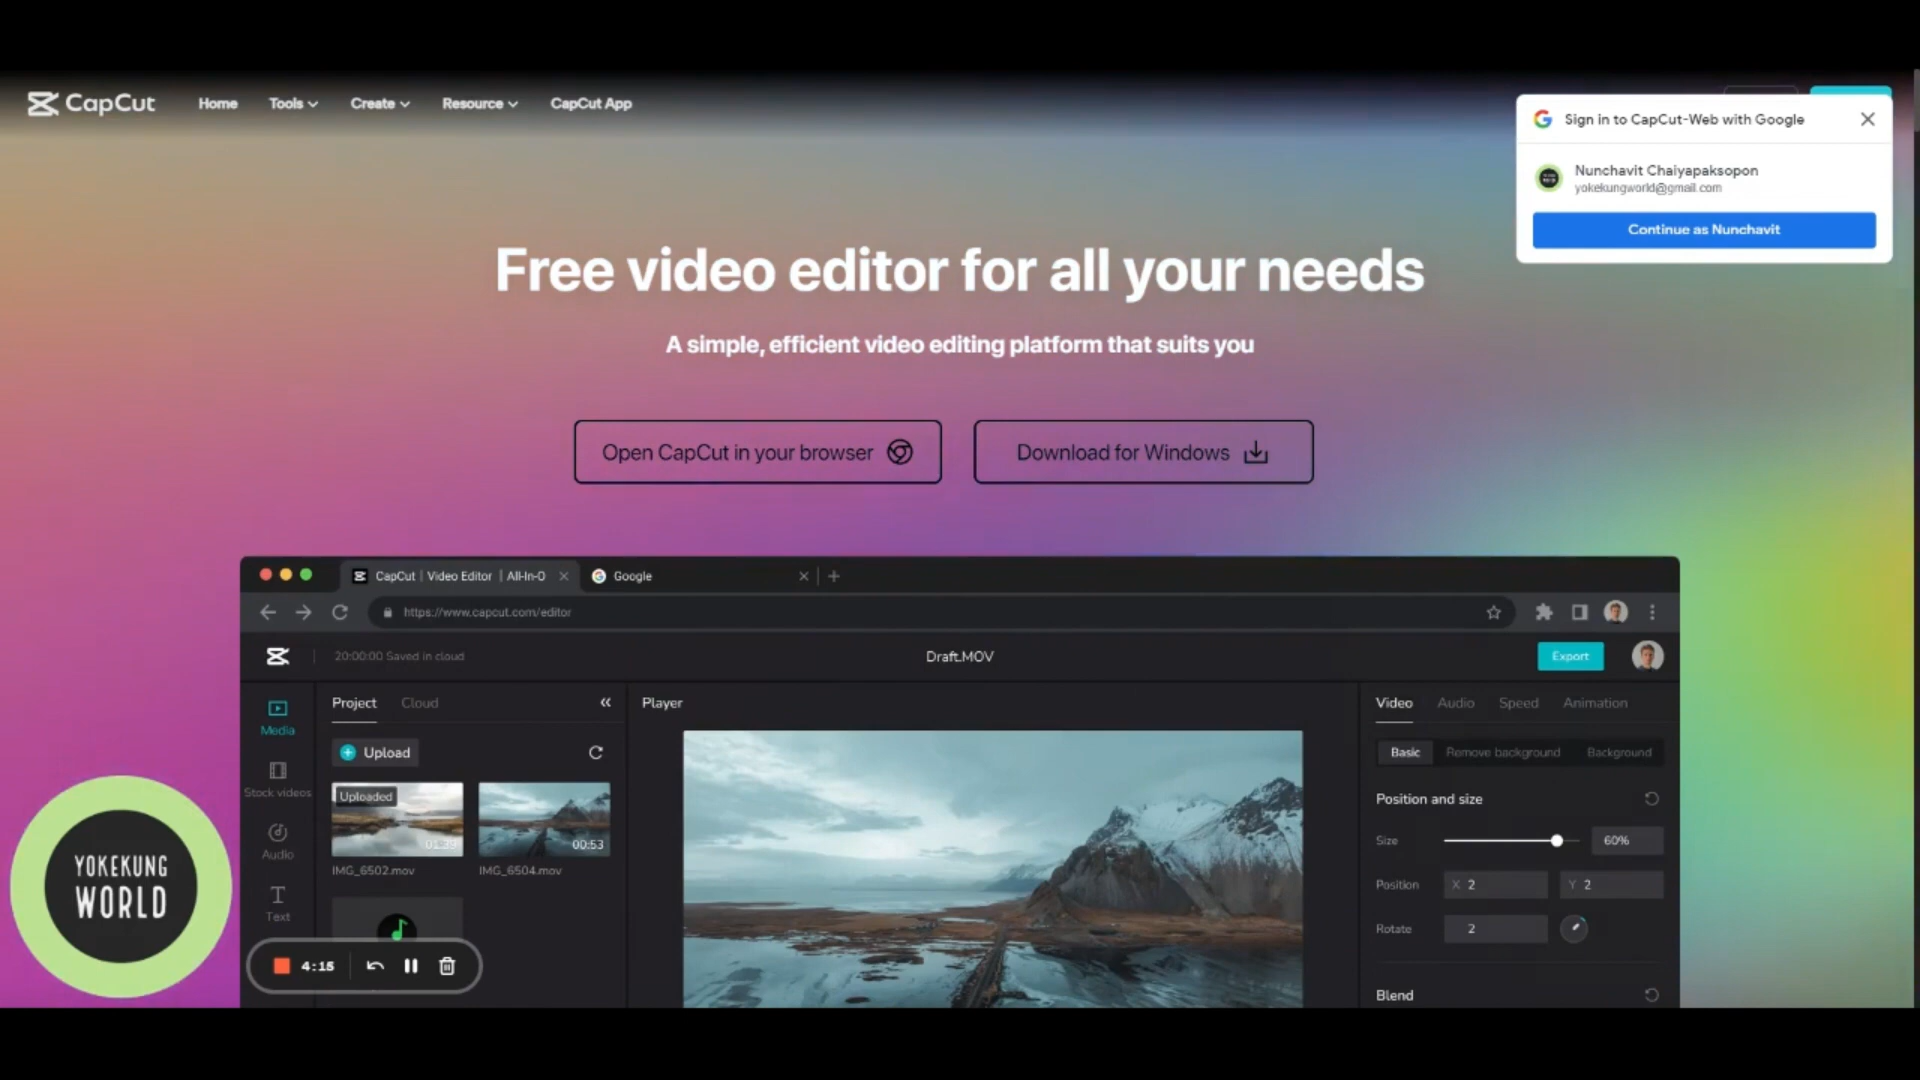 CapCut
Home
Tools
Create
Resource
CapCut App
Sign in to CapCut-Web with Google
Nunchavit Chaiyapaksopon
yokekungworld@gmail.com
Continue as Nunchavit
Free video editor for all your needs
A simple, efficient video editing platform that suits you
Open CapCut in your browser
Download for Windows
CapCut | Video Editor | All-In-O
Google
https://www.capcut.com/editor
20:00:00 Saved in cloud
Draft.MOV
Export
Media
Stock videos
Audio
Text
Project
Cloud
Upload
Uploaded
01:39
00:53
IMG_6502.mov
IMG_6504.mov
Player
Video
Audio
Speed
Animation
Basic
Remove background
Background
Position and size
Size
60%
Position
X 2
Y 2
Rotate
2
Blend
YOKEKUNG
WORLD
4:15